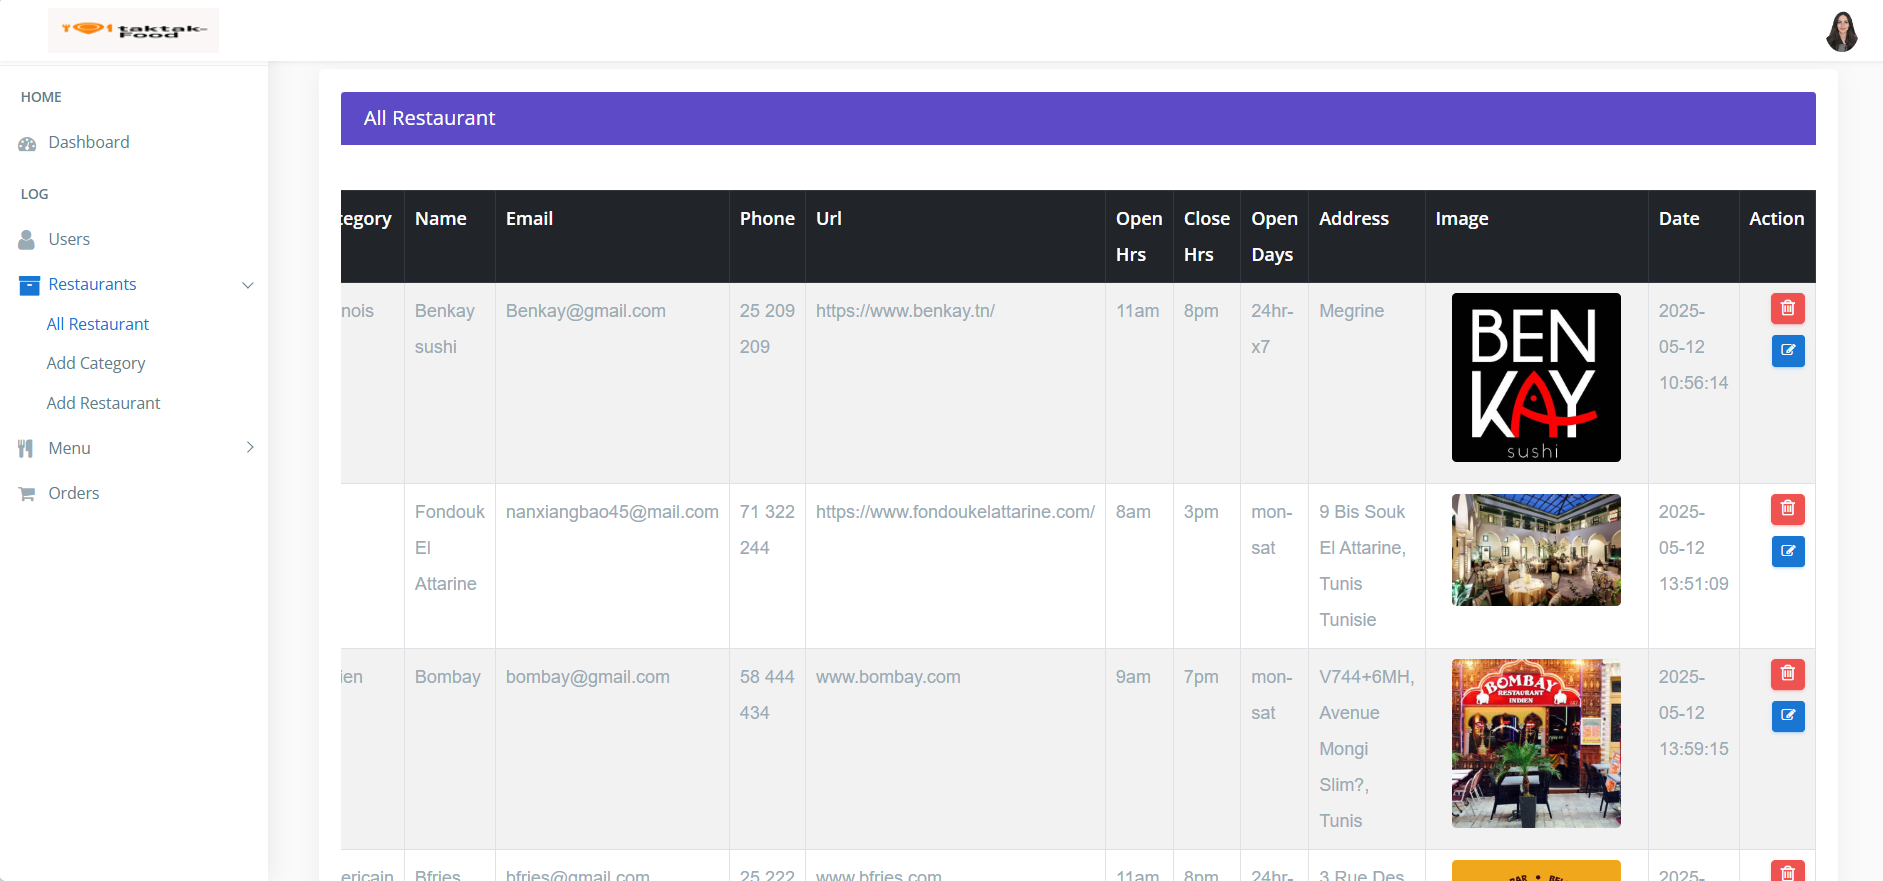 taktak-
Food
HOME
Dashboard
LOG
Users
Restaurants
All Restaurant
Add Category
Add Restaurant
Menu
Orders
All Restaurant
tegory Name Email Phone Url Open Hrs Close Hrs Open Days Address Image Date Action
nois Benkay sushi Benkay@gmail.com 25 209 209 https://www.benkay.tn/ 11am 8pm 24hr-x7 Megrine 2025-05-12 10:56:14
BEN
KAY
sushi
Fondouk El Attarine nanxiangbao45@mail.com 71 322 244 https://www.fondoukelattarine.com/ 8am 3pm mon-sat 9 Bis Souk El Attarine, Tunis Tunisie 2025-05-12 13:51:09
ien Bombay bombay@gmail.com 58 444 434 www.bombay.com 9am 7pm mon-sat V744+6MH, Avenue Mongi Slim?, Tunis 2025-05-12 13:59:15
BOMBAY
RESTAURANT
INDIEN
ericain Bfries bfries@gmail.com 25 222 www.bfries.com 11am 8pm 24hr- 3 Rue Des 2025-